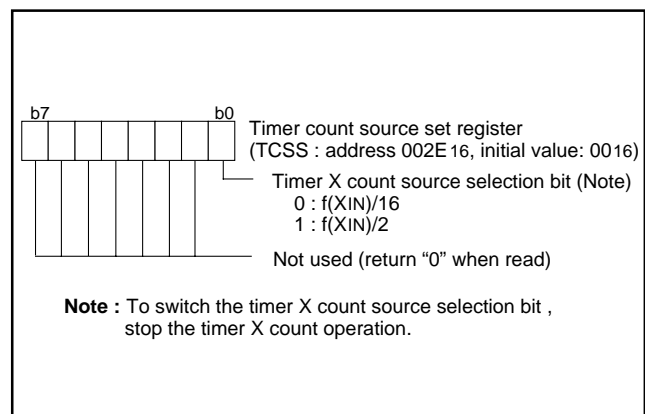 b7 b0
Timer count source set register
(TCSS : address 002E16, initial value: 0016)
Timer X count source selection bit (Note)
0 : f(XIN)/16
1 : f(XIN)/2
Not used (return “0” when read)
Note : To switch the timer X count source selection bit ,
stop the timer X count operation.